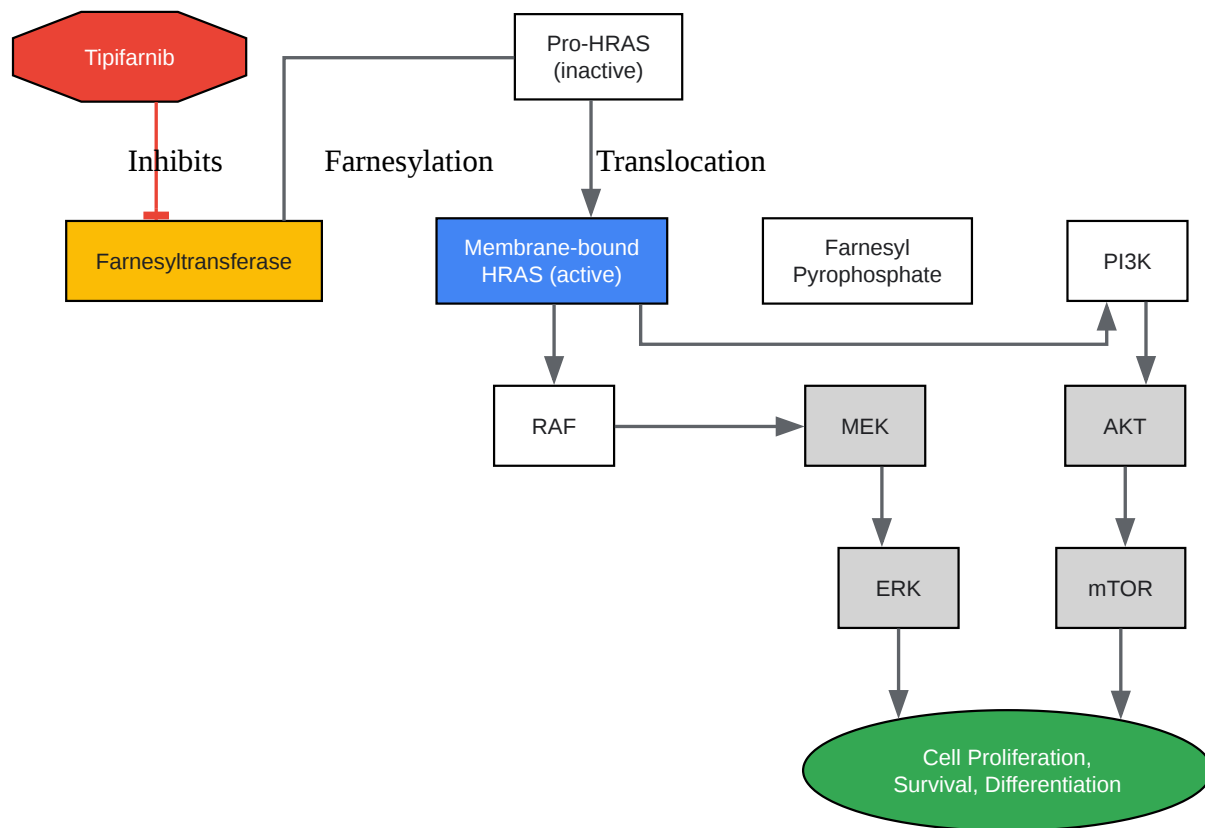 Tipifarnib
Pro-HRAS
(inactive)
Inhibits
Farnesylation
Translocation
Farnesyltransferase
Membrane-bound
HRAS (active)
Farnesyl
Pyrophosphate
PI3K
RAF
MEK
AKT
ERK
mTOR
Cell Proliferation,
Survival, Differentiation